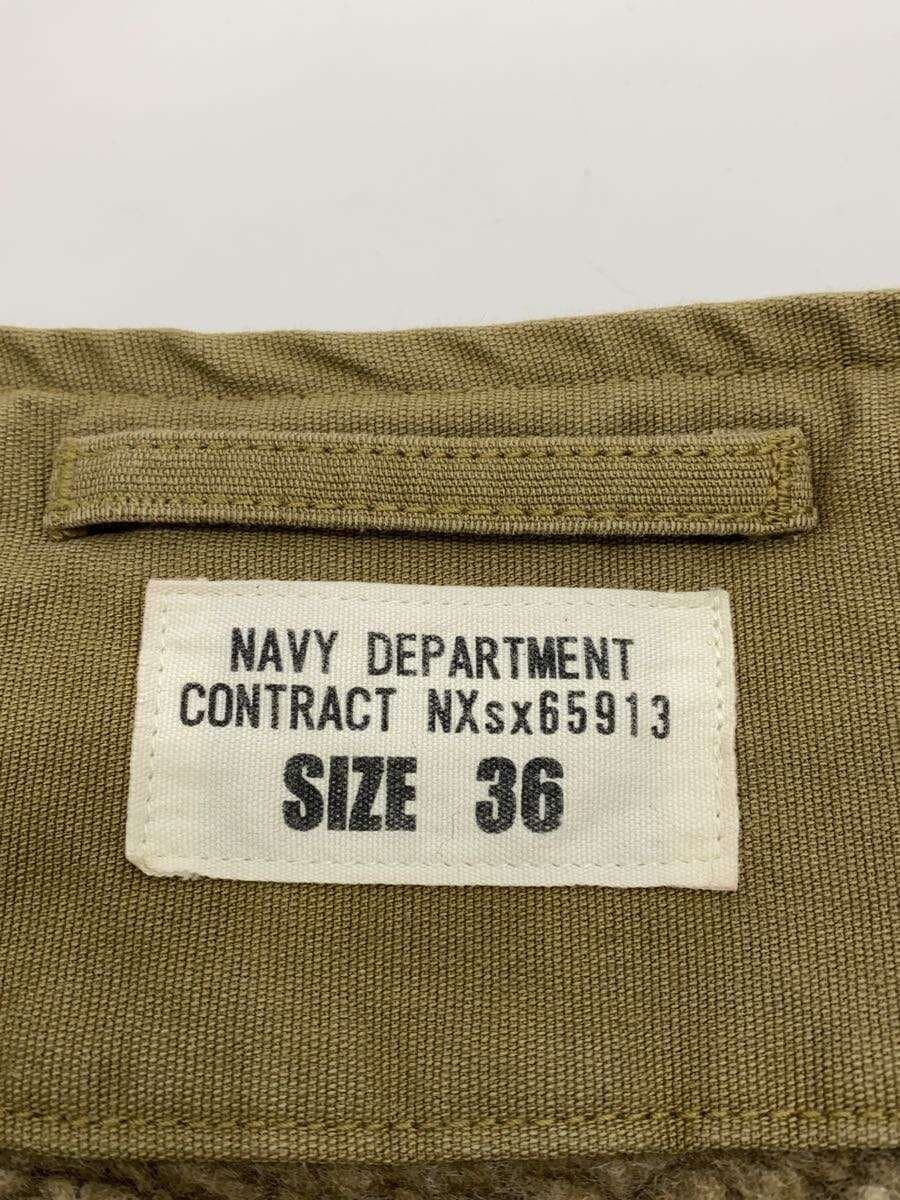 NAVY DEPARTMENT
CONTRACT NXsx65913
SIZE 36